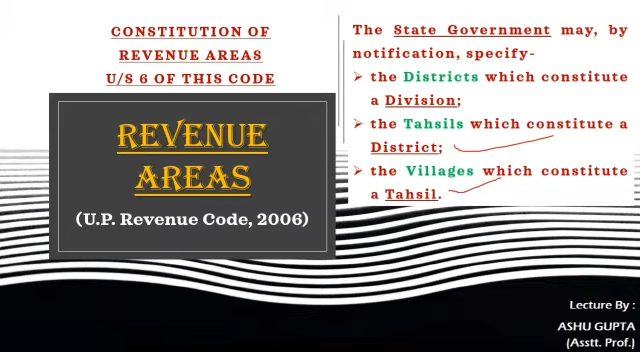 CONSTITUTION OF
REVENUE AREAS
U/S 6 OF THIS CODE
REVENUE
AREAS
(U.P. Revenue Code, 2006)
The State Government may, by
notification, specify-
the Districts which constitute
a Division;
the Tahsils which constitute a
District;
the Villages which constitute
a Tahsil.
Lecture By :
ASHU GUPTA
(Asstt. Prof.)